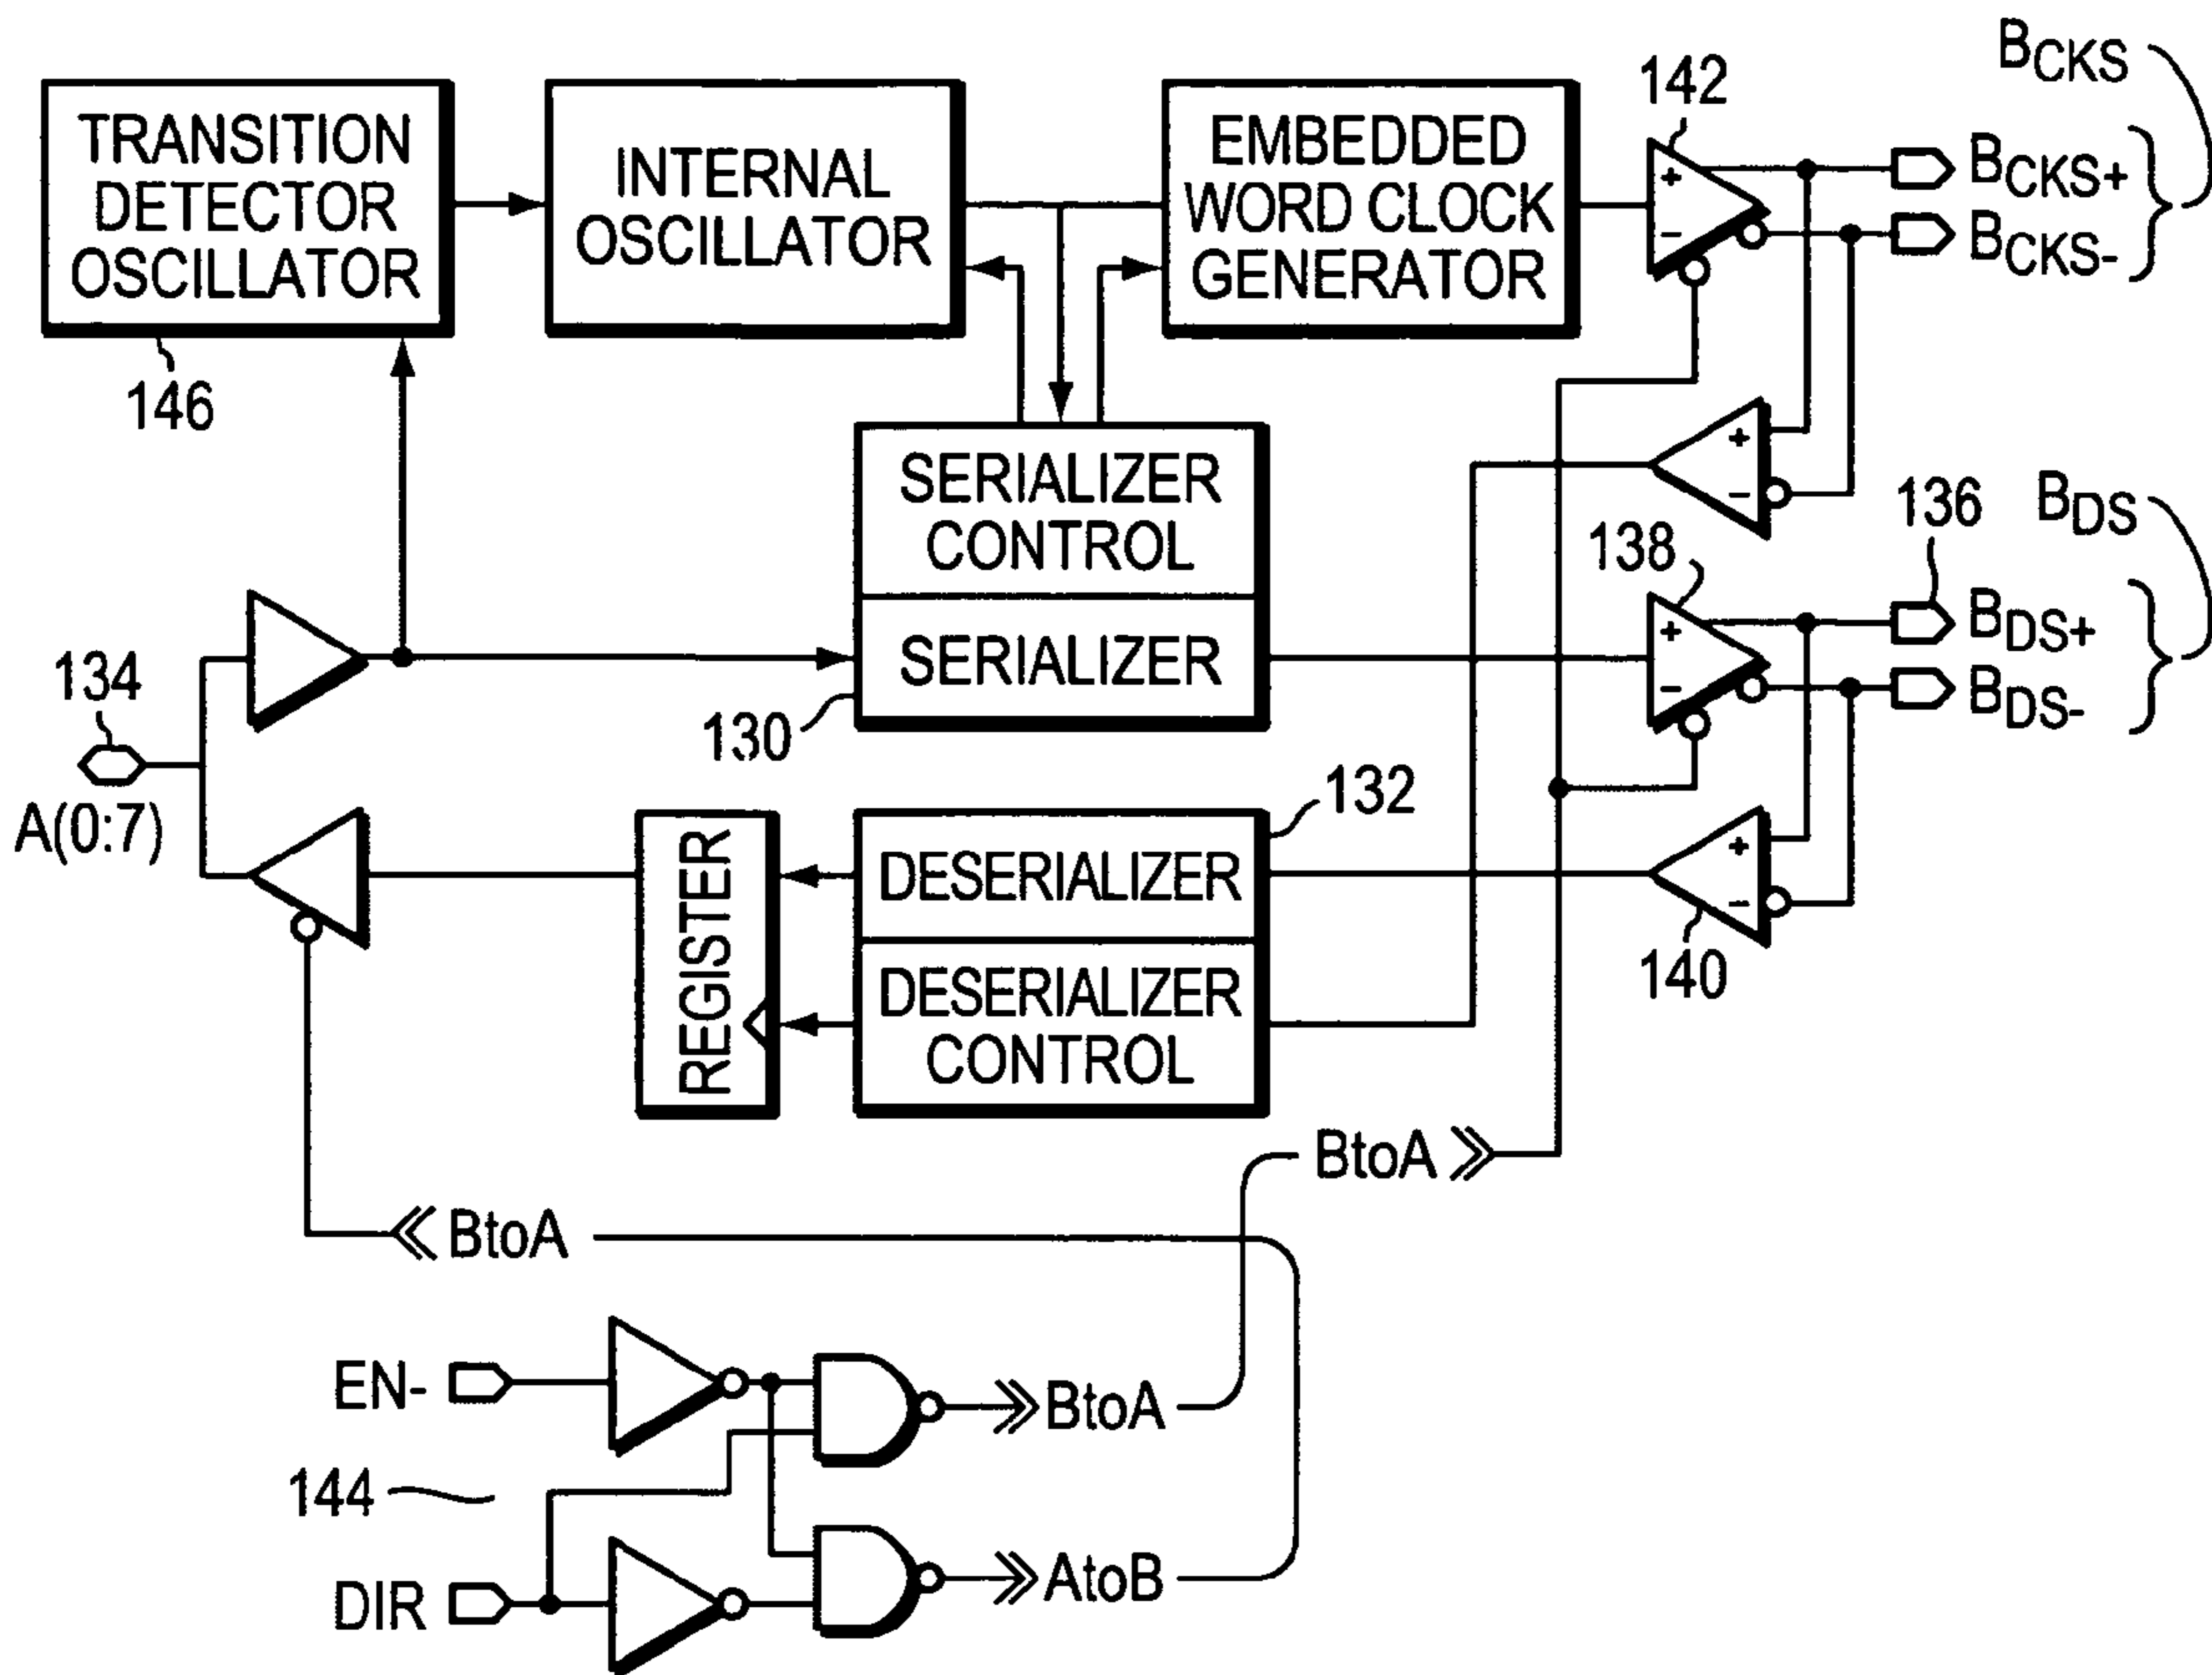 BCKS
142
TRANSITION
DETECTOR
OSCILLATOR
INTERNAL
OSCILLATOR
EMBEDDED
WORD CLOCK
GENERATOR
+
-
BCKS+
BCKS-
146
SERIALIZER
CONTROL
+
-
136
BDS
138
134
SERIALIZER
130
+
-
BDS+
BDS-
A(0:7)
132
REGISTER
DESERIALIZER
DESERIALIZER
CONTROL
+
-
140
BtoA
BtoA
EN-
BtoA
144
DIR
AtoB